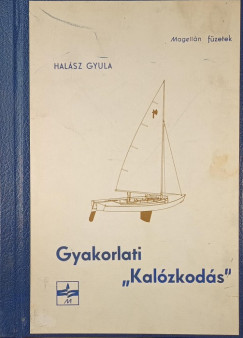 Magellán füzetek
HALÁSZ GYULA
Gyakorlati
„Kalózkodás"
M